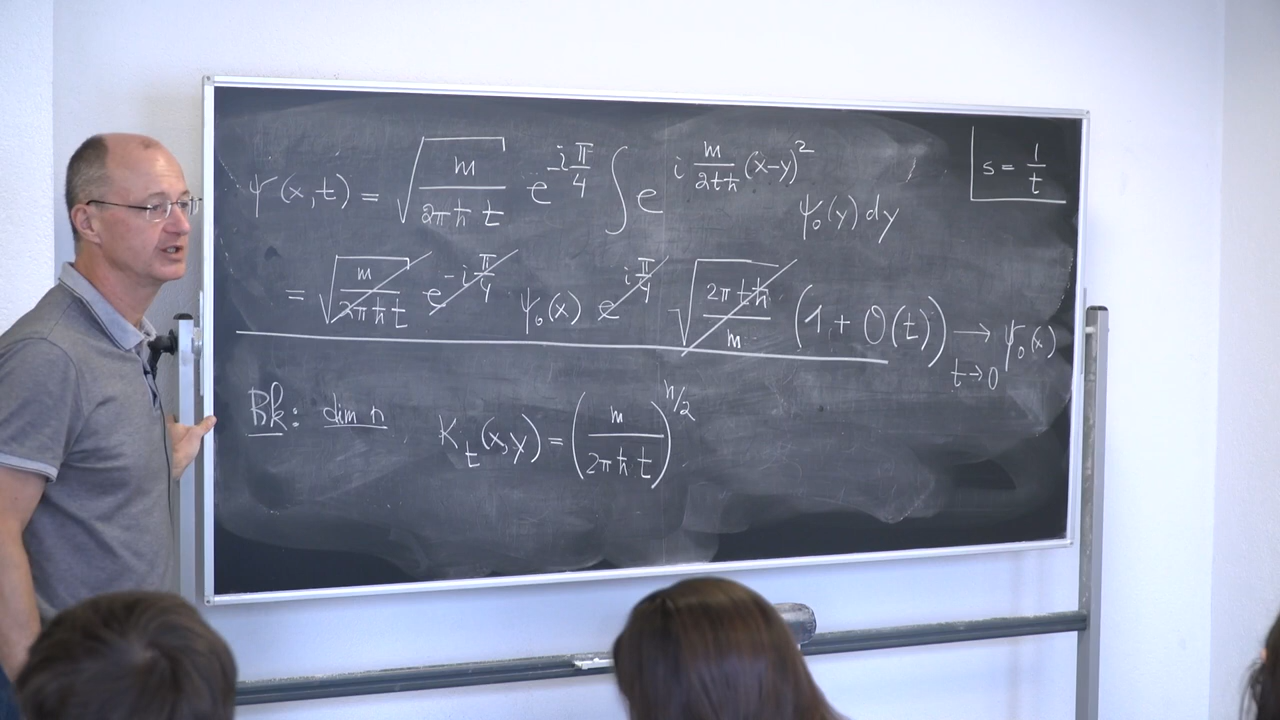 ψ(x,t) = √(m/(2πħt)) e^(-iπ/4) ∫ e^(i m/(2tħ) (x-y)²) ψ₀(y) dy
s = 1/t
= √(m/(2πħt)) e^(-iπ/4) ψ₀(x) e^(iπ/4) √(2πtħ/m) (1 + O(t)) → ψ₀(x)
t→0
Bk: dim n, K_t(x,y) = (m/(2πħt))^(n/2)